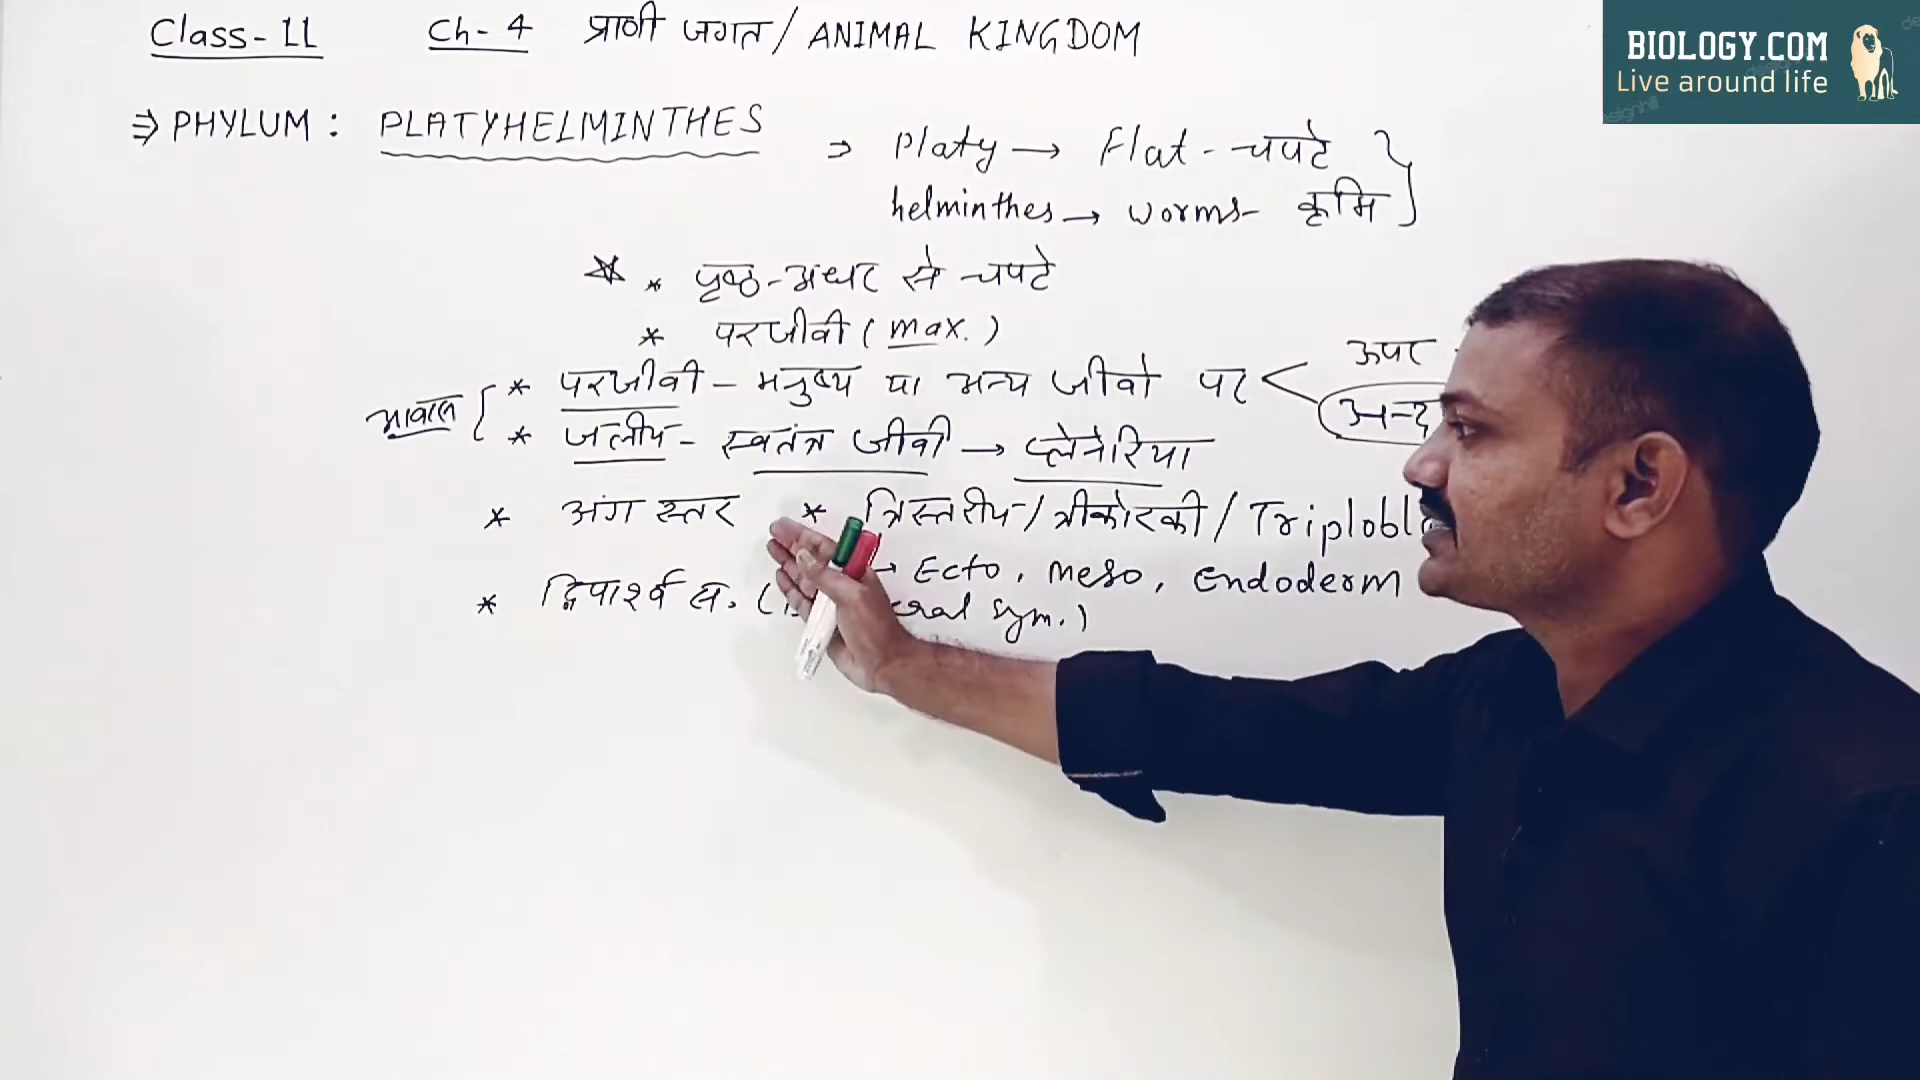 Class-11 Ch-4 प्राणी जगत/ANIMAL KINGDOM
BIOLOGY.COM
Live around life
⇒ PHYLUM: PLATYHELMINTHES
⇒ Platy → Flat - चपटे
helminthes → worms - कृमि
* * पृष्ठ-अधर से चपटे
* परजीवी (max.)
* परजीवी - मनुष्य या अन्य जीवो पर < ऊपर
आवास
* जलीय - स्वतंत्र जीवी → प्लेनेरिया
* अंग स्तर * त्रिस्तरीय/त्रीकोरकी/
→ Ecto, Meso, Endoderm
* द्विपार्श्व स. ( Sym.)